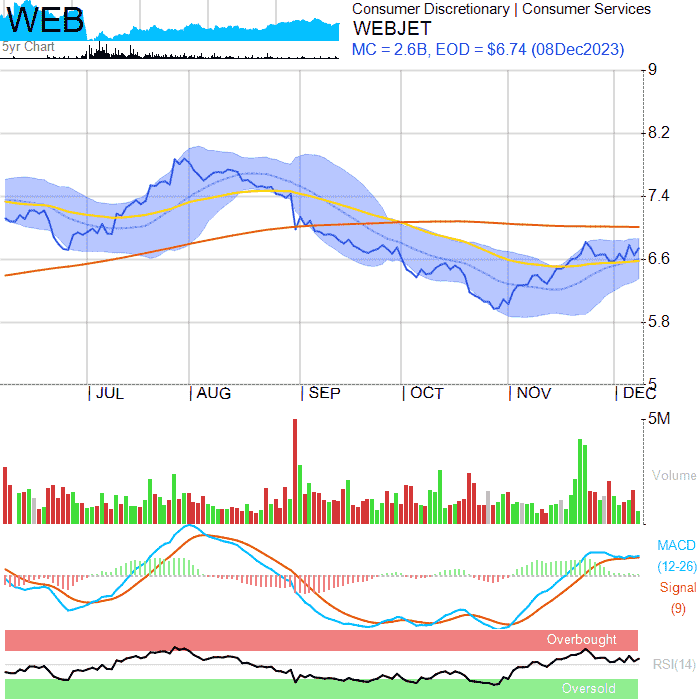 WEB
5yr Chart
Consumer Discretionary | Consumer Services
WEBJET
MC = 2.6B, EOD = $6.74 (08Dec2023)
9
8.2
7.4
6.6
5.8
5
JUL AUG SEP OCT NOV DEC
5M
Volume
MACD
(12-26)
Signal
(9)
Overbought
RSI(14)
Oversold